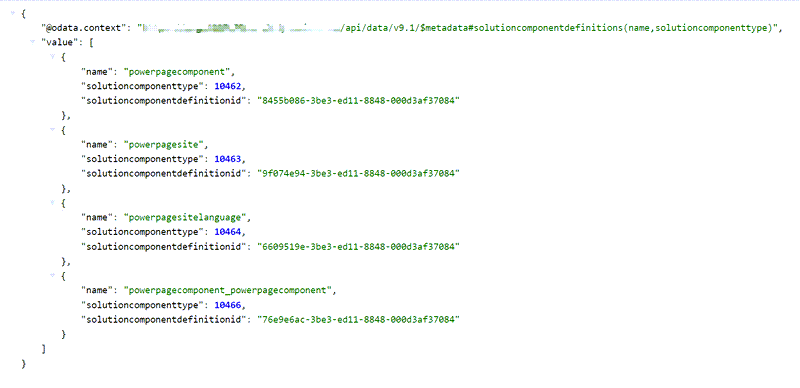 {
"@odata.context": "/api/data/v9.1/$metadata#solutioncomponentdefinitions(name,solutioncomponenttype)",
"value": [
{
"name": "powerpagecomponent",
"solutioncomponenttype": 10462,
"solutioncomponentdefinitionid": "8455b086-3be3-ed11-8848-000d3af37084"
},
{
"name": "powerpagesite",
"solutioncomponenttype": 10463,
"solutioncomponentdefinitionid": "9f074e94-3be3-ed11-8848-000d3af37084"
},
{
"name": "powerpagesitelanguage",
"solutioncomponenttype": 10464,
"solutioncomponentdefinitionid": "6609519e-3be3-ed11-8848-000d3af37084"
},
{
"name": "powerpagecomponent_powerpagecomponent",
"solutioncomponenttype": 10466,
"solutioncomponentdefinitionid": "76e9e6ac-3be3-ed11-8848-000d3af37084"
}
]
}